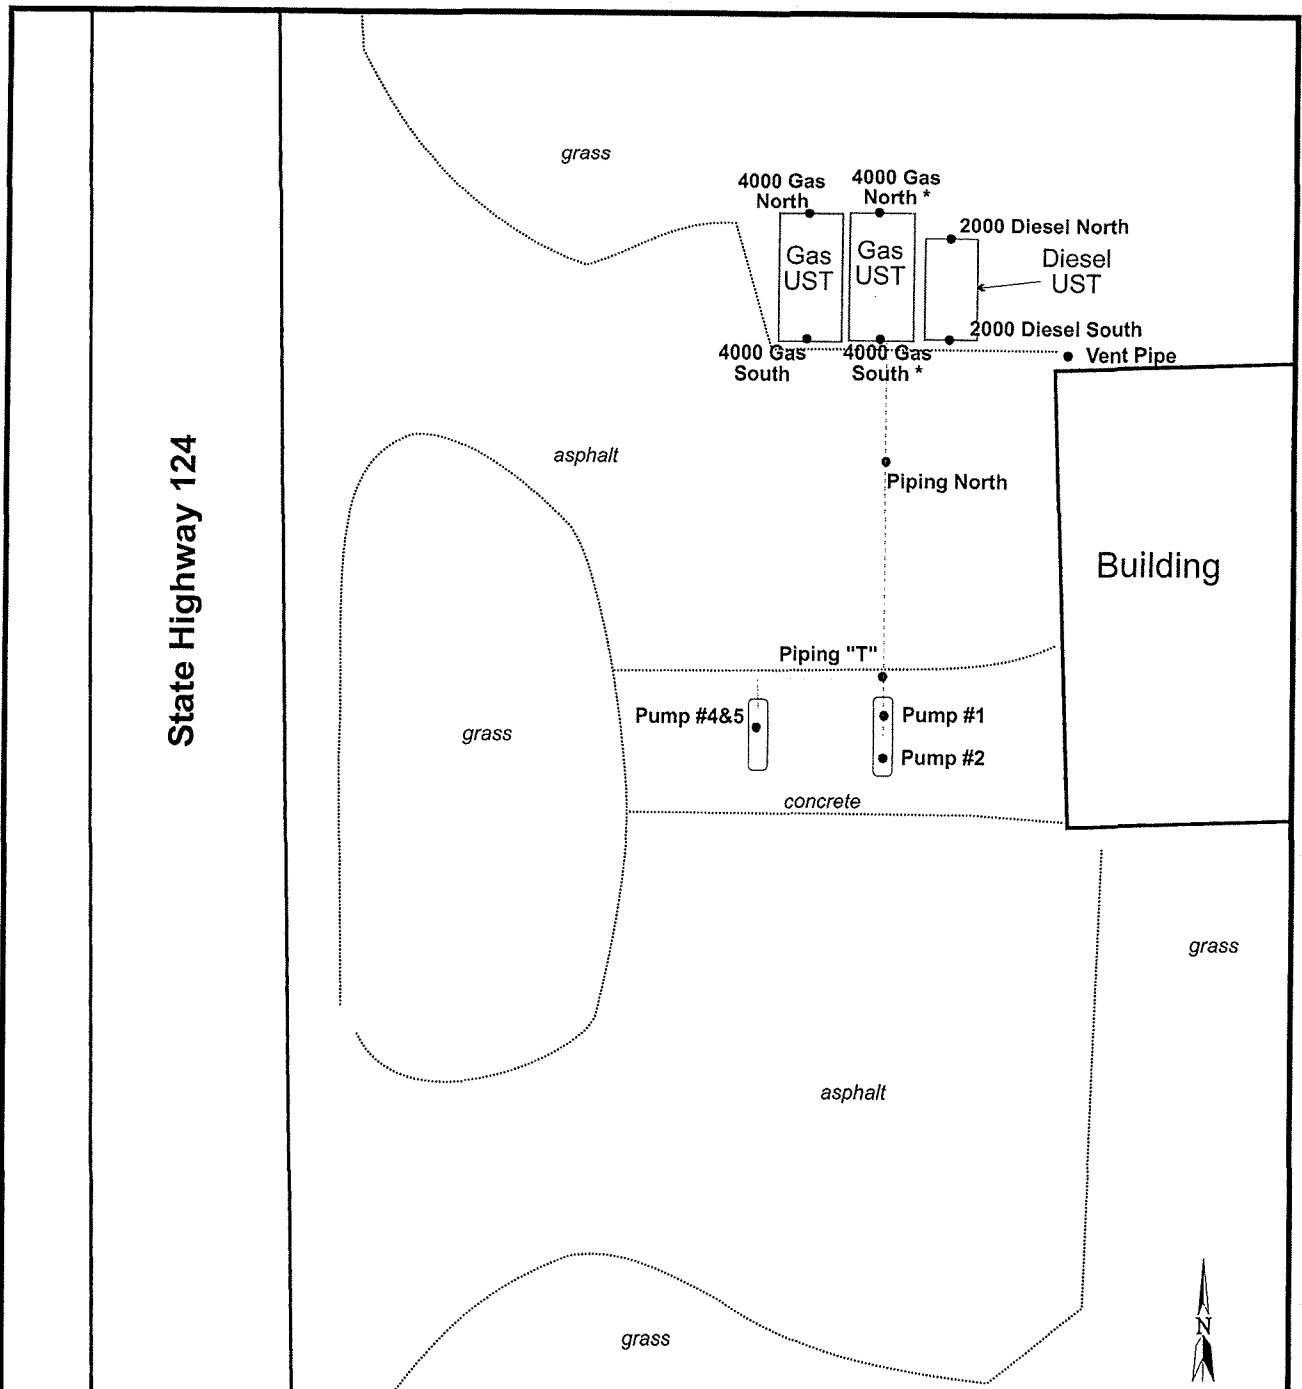 grass
4000 Gas
North
4000 Gas
North *
2000 Diesel North
Gas
UST
Gas
UST
Diesel
UST
2000 Diesel South
4000 Gas
South
4000 Gas
South *
Vent Pipe
State Highway 124
asphalt
Piping North
Building
Piping "T"
Pump #4&5
Pump #1
grass
Pump #2
concrete
grass
asphalt
grass
N